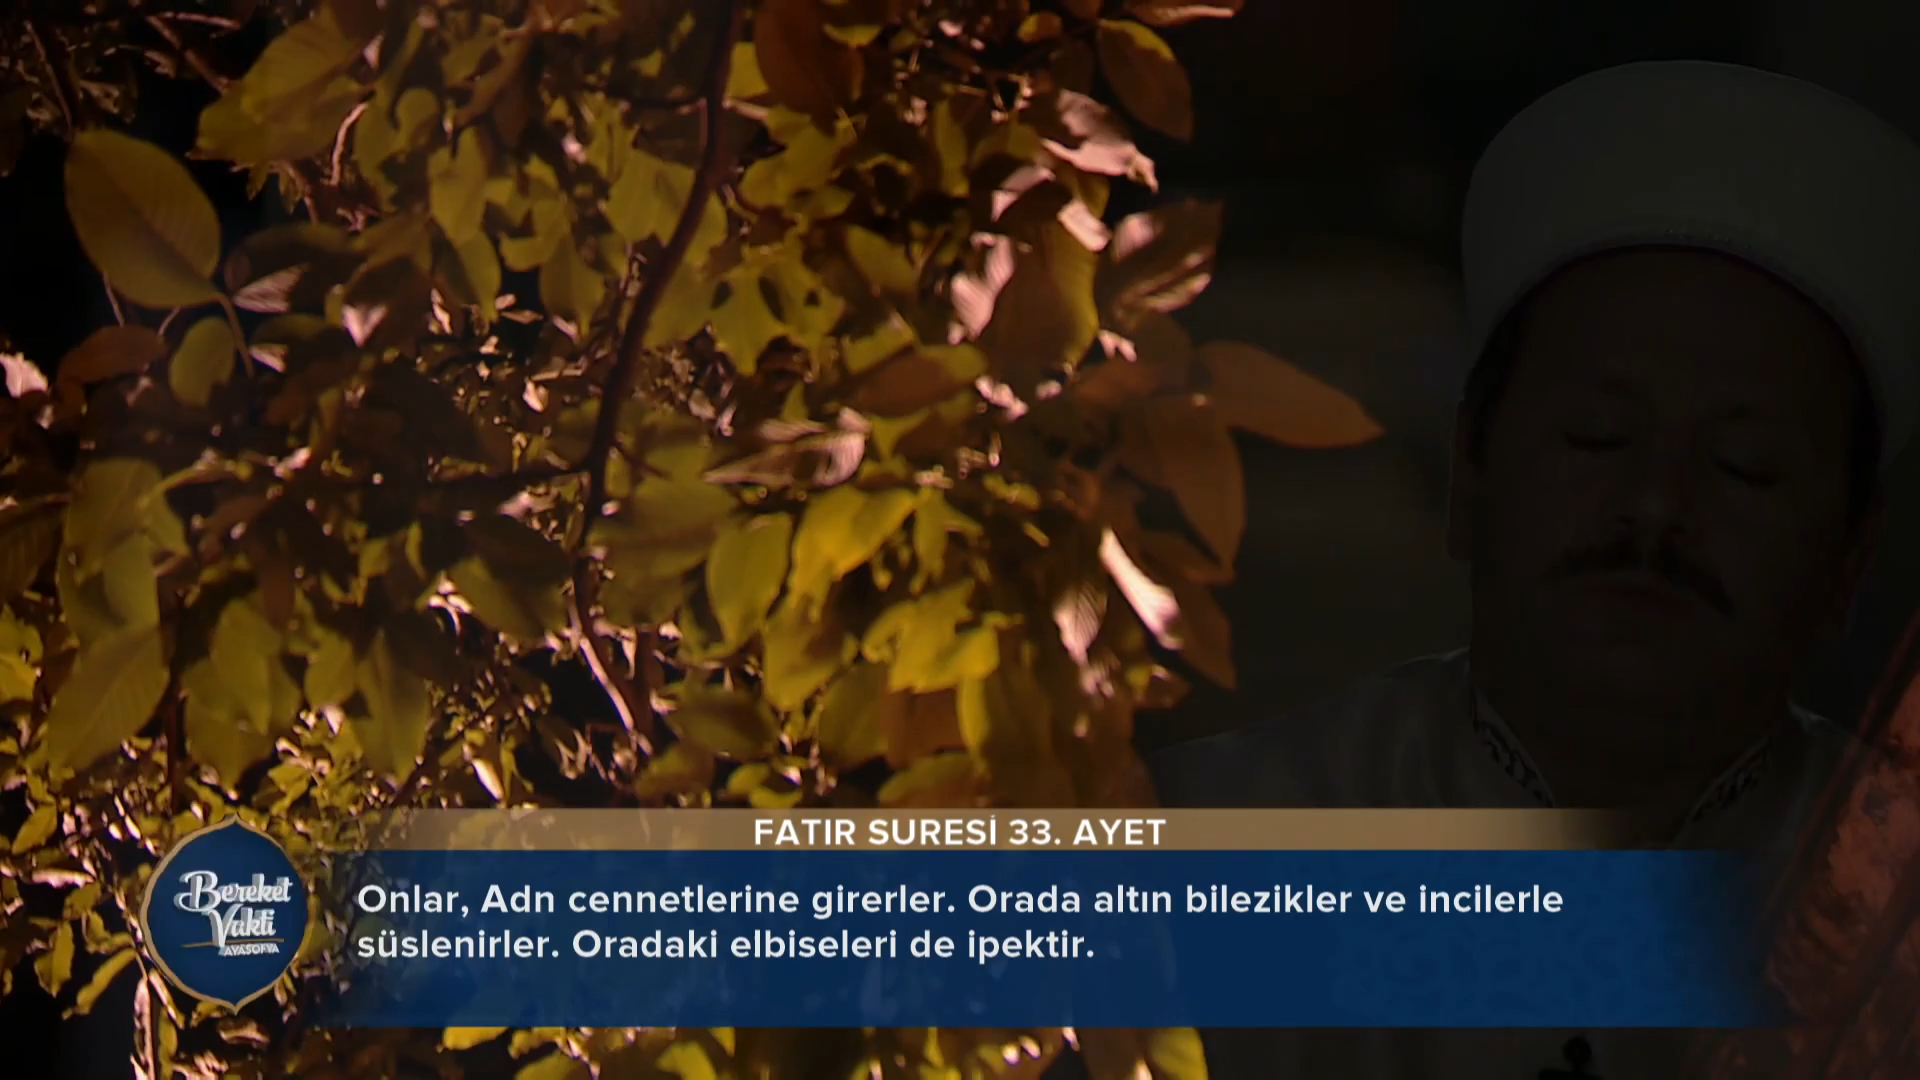 FATIR SURESİ 33. AYET
Bereket
Vakti
AYASOFYA
Onlar, Adn cennetlerine girerler. Orada altın bilezikler ve incilerle
süslenirler. Oradaki elbiseleri de ipektir.